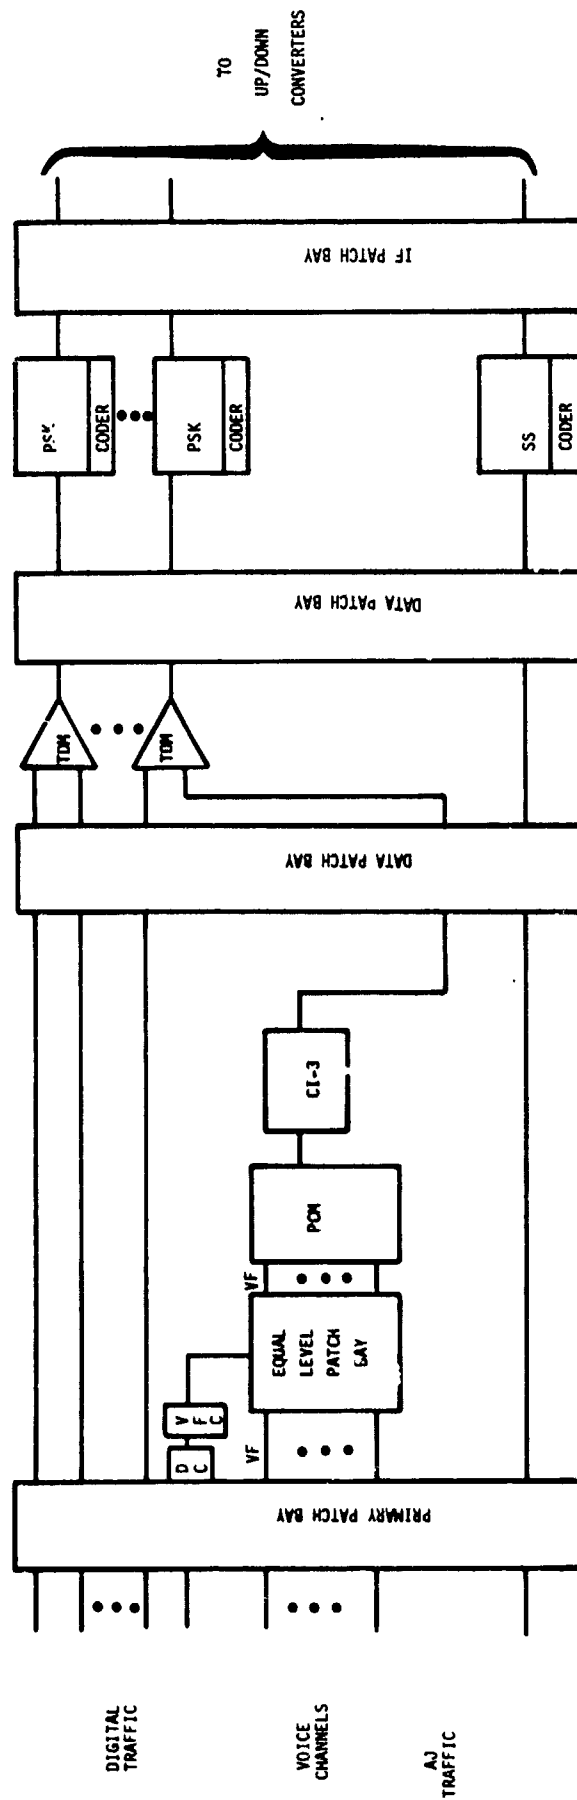 DIGITAL
TRAFFIC
VOICE
CHANNELS
AJ
TRAFFIC
PRIMARY PATCH BAY
D
C
V
F
C
VF
EQUAL
LEVEL
PATCH
BAY
VF
PCM
CI-3
DATA PATCH BAY
TDM
TDM
DATA PATCH BAY
PSK
CODER
PSK
CODER
SS
CODER
IF PATCH BAY
TO
UP/DOWN
CONVERTERS